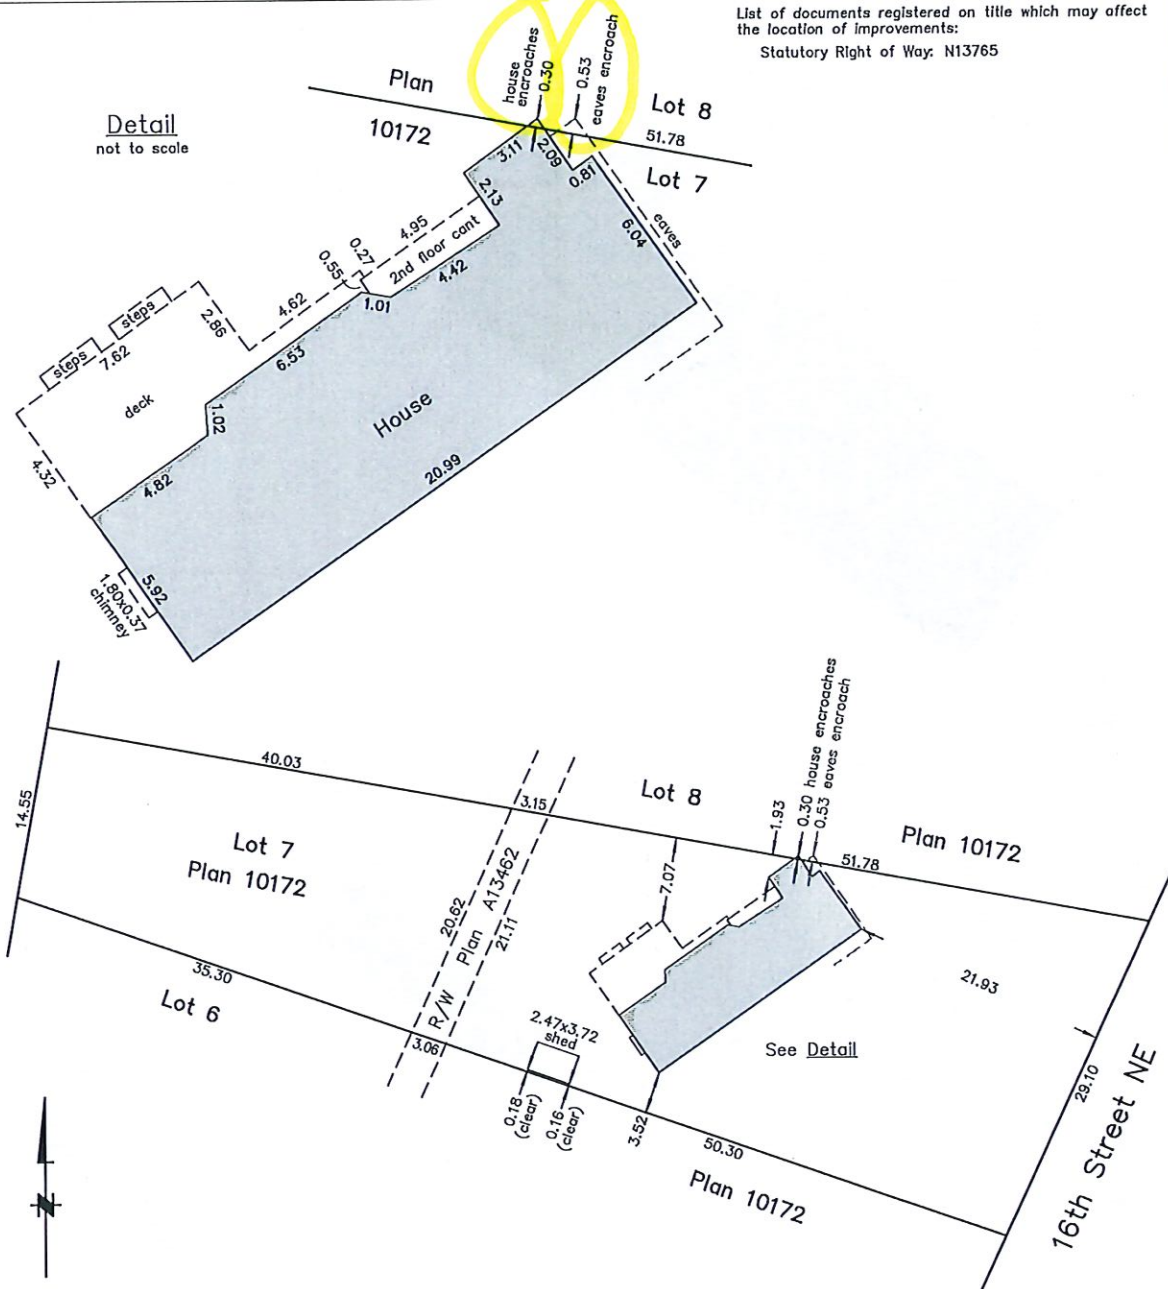 List of documents registered on title which may affect
the location of improvements:
Statutory Right of Way: N13765
Detail
not to scale
Plan
10172
house
encroaches
0.30
0.53
eaves encroach
Lot 8
51.78
Lot 7
3.11
2.09
0.81
2.13
6.04
eaves
4.95
2nd floor cant
4.42
0.27
0.55
1.01
4.62
2.86
steps
steps
7.62
6.53
deck
1.02
House
4.32
4.82
20.99
5.92
1.80x0.37
chimney
40.03
3.15
Lot 8
1.93
0.30 house encroaches
0.53 eaves encroach
51.78
Plan 10172
14.55
Lot 7
Plan 10172
20.62
R/W Plan A13462
21.11
7.07
21.93
35.30
Lot 6
3.06
2.47x3.72
shed
See Detail
0.18
(clear)
0.16
(clear)
3.52
50.30
Plan 10172
29.10
16th Street NE
N